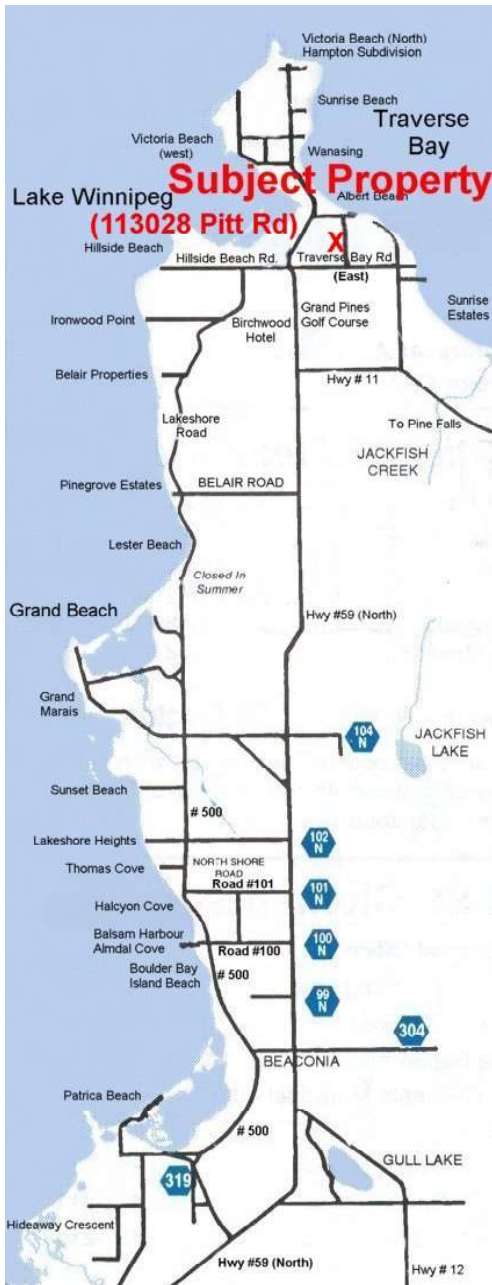 Victoria Beach (North)
Hampton Subdivision
Sunrise Beach
Traverse
Bay
Victoria Beach
(west)
Wanasing
Subject Property
Lake Winnipeg
Albert Beach
(113028 Pitt Rd)
X
Hillside Beach
Hillside Beach Rd.
Traverse Bay Rd
(East)
Sunrise
Estates
Grand Pines
Golf Course
Ironwood Point
Birchwood
Hotel
Belair Properties
Hwy # 11
Lakeshore
Road
To Pine Falls
JACKFISH
CREEK
Pinegrove Estates
BELAIR ROAD
Lester Beach
Closed In
Summer
Grand Beach
Hwy #59 (North)
Grand
Marais
104
N
JACKFISH
LAKE
Sunset Beach
# 500
Lakeshore Heights
102
N
Thomas Cove
NORTH SHORE
ROAD
Road #101
101
N
Halcyon Cove
Balsam Harbour
Almdal Cove
Road #100
100
N
Boulder Bay
Island Beach
# 500
99
N
304
BEACONIA
Patrica Beach
# 500
319
GULL LAKE
Hideaway Crescent
Hwy #59 (North)
Hwy # 12